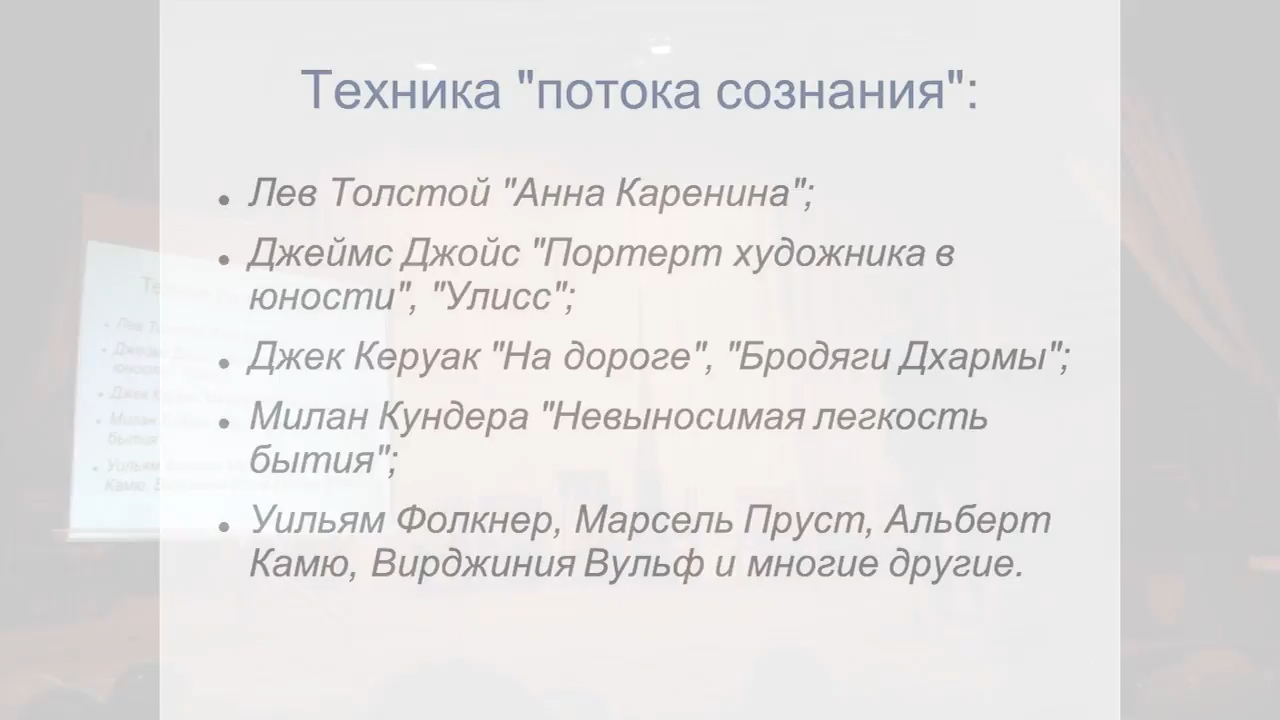 Техника "потока сознания":
Лев Толстой "Анна Каренина";
Джеймс Джойс "Портерт художника в
юности", "Улисс";
Джек Керуак "На дороге", "Бродяги Дхармы";
Милан Кундера "Невыносимая легкость
бытия";
Уильям Фолкнер, Марсель Пруст, Альберт
Камю, Вирджиния Вульф и многие другие.